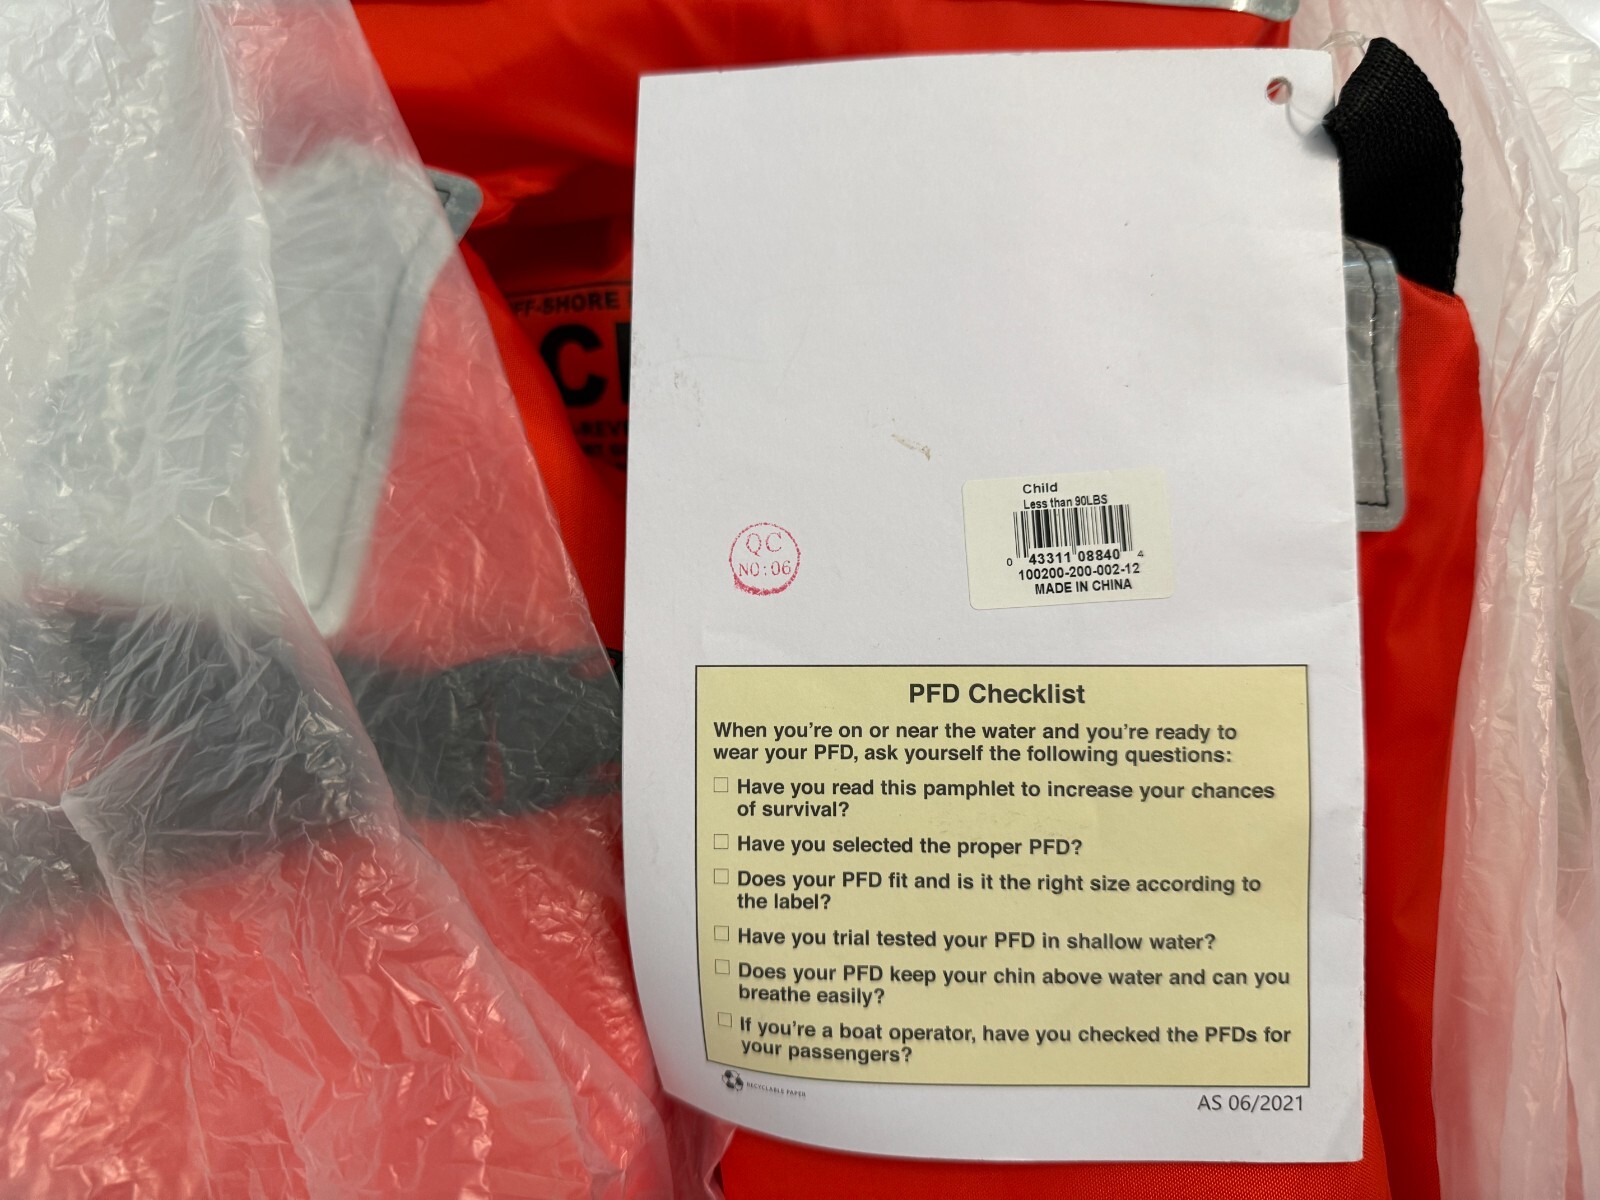 FF-SHORE
Child
Less than 90LBS
0 43311 08840 4
100200-200-002-12
MADE IN CHINA
QC
NO:06
PFD Checklist
When you're on or near the water and you're ready to
wear your PFD, ask yourself the following questions:
Have you read this pamphlet to increase your chances
of survival?
Have you selected the proper PFD?
Does your PFD fit and is it the right size according to
the label?
Have you trial tested your PFD in shallow water?
Does your PFD keep your chin above water and can you
breathe easily?
If you're a boat operator, have you checked the PFDs for
your passengers?
RECYCLABLE PAPER
AS 06/2021